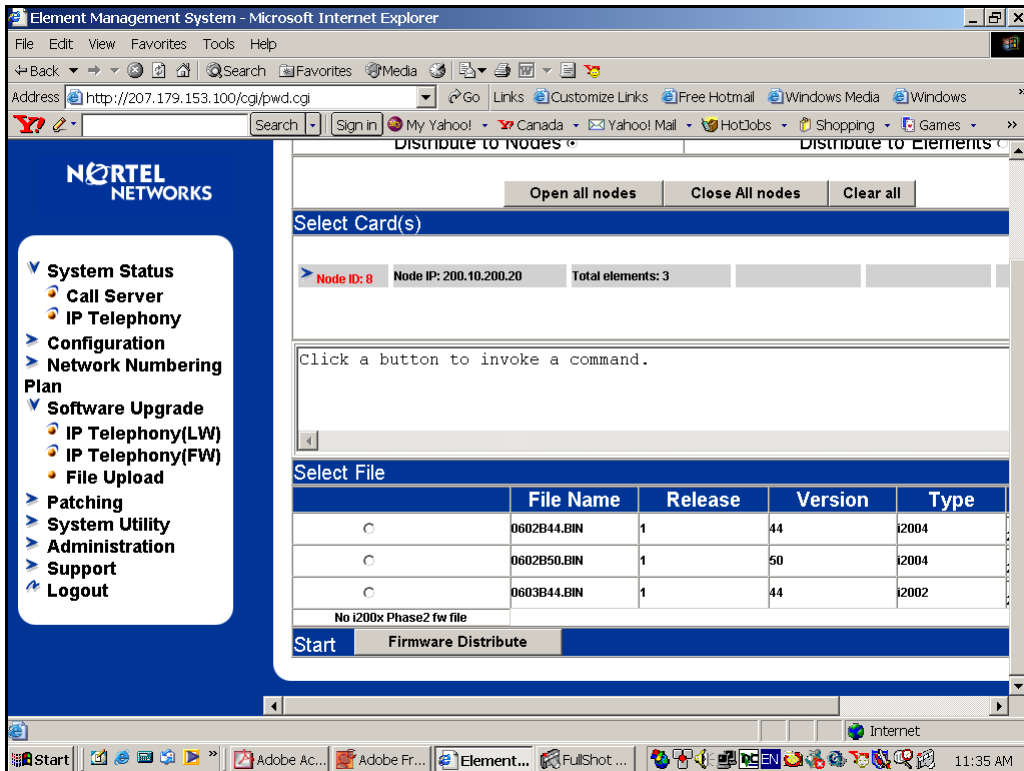 Element Management System - Microsoft Internet Explorer
File Edit View Favorites Tools Help
Back Search Favorites Media
Address http://207.179.153.100/cgi/pwd.cgi Go Links Customize Links Free Hotmail Windows Media Windows »
Y! Search Sign in My Yahoo! Canada Yahoo! Mail HotJobs Shopping Games »
NORTEL
NETWORKS
System Status
Call Server
IP Telephony
Configuration
Network Numbering
Plan
Software Upgrade
IP Telephony(LW)
IP Telephony(FW)
File Upload
Patching
System Utility
Administration
Support
Logout
Distribute to Nodes Distribute to Elements
Open all nodes Close All nodes Clear all
Select Card(s)
Node ID: 8 Node IP: 200.10.200.20 Total elements: 3
Click a button to invoke a command.
Select File
File Name Release Version Type
0602B44.BIN 1 44 i2004
0602B50.BIN 1 50 i2004
0603B44.BIN 1 44 i2002
No i200x Phase2 fw file
Start Firmware Distribute
Internet
Start » Adobe Ac... Adobe Fr... Element... FullShot ... EN 11:35 AM